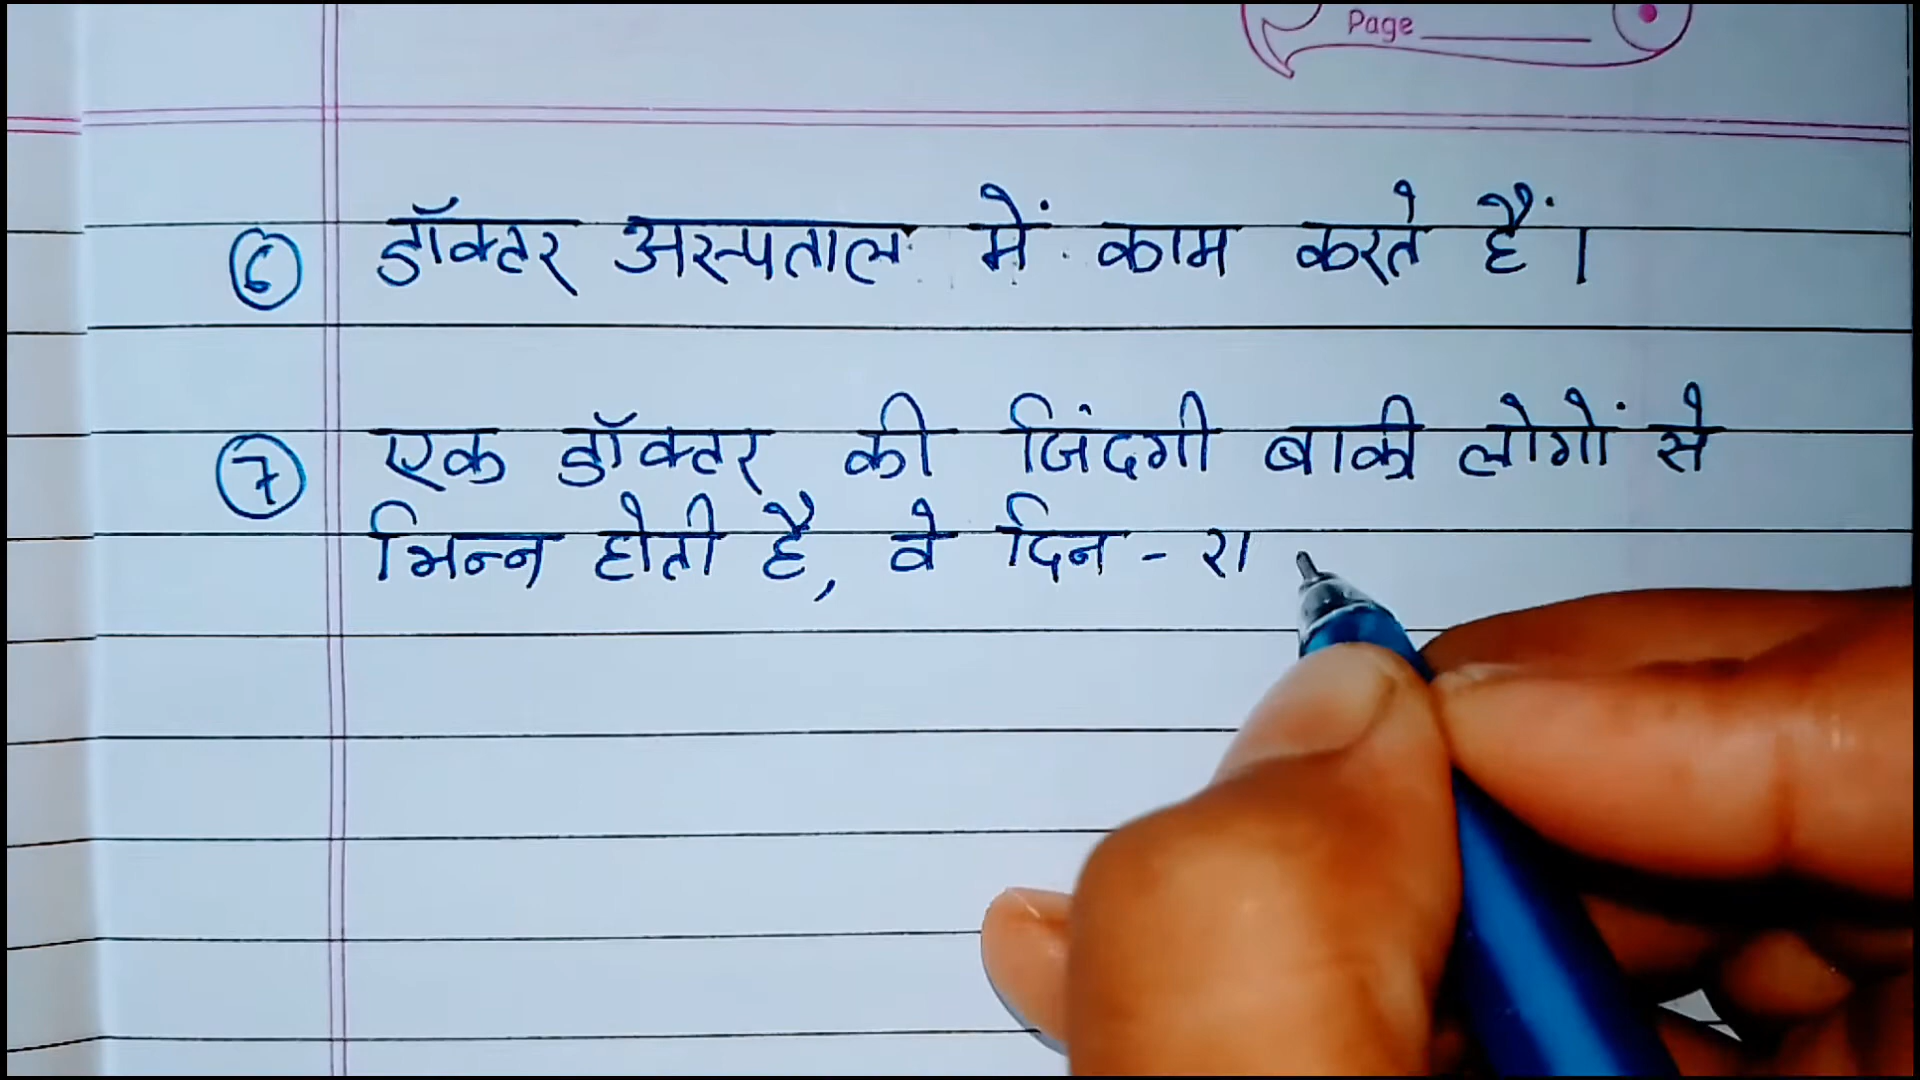 Page
6 डॉक्टर अस्पताल में काम करते हैं।
7 एक डॉक्टर की जिंदगी बाकी लोगों से
भिन्न होती है, वे दिन - रा